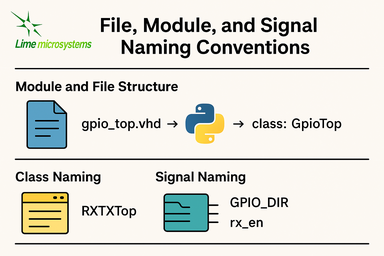 Lime microsystems
File, Module, and Signal
Naming Conventions
Module and File Structure
gpio_top.vhd → → class: GpioTop
Class Naming
RXTXTop
Signal Naming
GPIO_DIR
rx_en